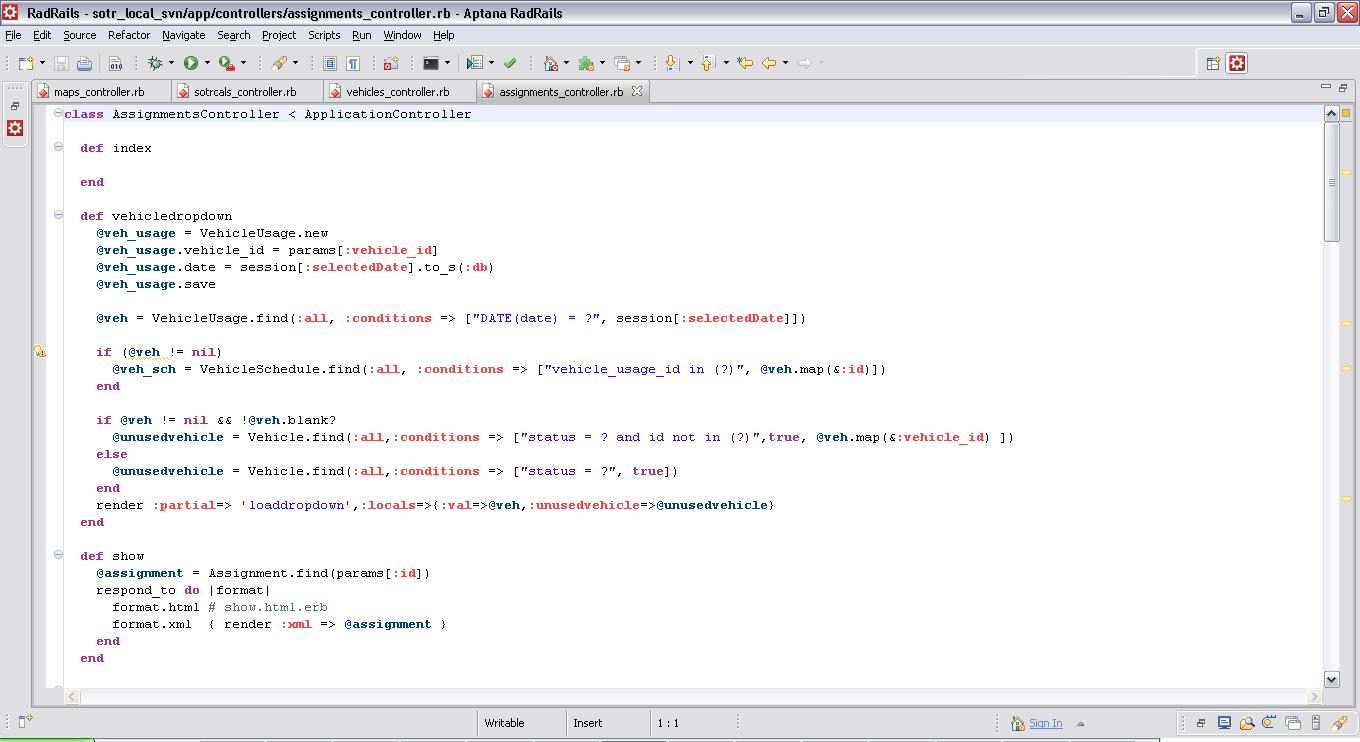 RadRails - sotr_local_svn/app/controllers/assignments_controller.rb - Aptana RadRails
File Edit Source Refactor Navigate Search Project Scripts Run Window Help
maps_controller.rb sotrcals_controller.rb vehicles_controller.rb assignments_controller.rb
class AssignmentsController < ApplicationController
def index
end
def vehicledropdown
@veh_usage = VehicleUsage.new
@veh_usage.vehicle_id = params[:vehicle_id]
@veh_usage.date = session[:selectedDate].to_s(:db)
@veh_usage.save
@veh = VehicleUsage.find(:all, :conditions => ["DATE(date) = ?", session[:selectedDate]])
if (@veh != nil)
@veh_sch = VehicleSchedule.find(:all, :conditions => ["vehicle_usage_id in (?)", @veh.map(&:id)])
end
if @veh != nil && !@veh.blank?
@unusedvehicle = Vehicle.find(:all,:conditions => ["status = ? and id not in (?)",true, @veh.map(&:vehicle_id) ])
else
@unusedvehicle = Vehicle.find(:all,:conditions => ["status = ?", true])
end
render :partial=> 'loaddropdown',:locals=>{:val=>@veh,:unusedvehicle=>@unusedvehicle}
end
def show
@assignment = Assignment.find(params[:id])
respond_to do |format|
format.html # show.html.erb
format.xml  { render :xml => @assignment }
end
end
Writable Insert 1 : 1 Sign In